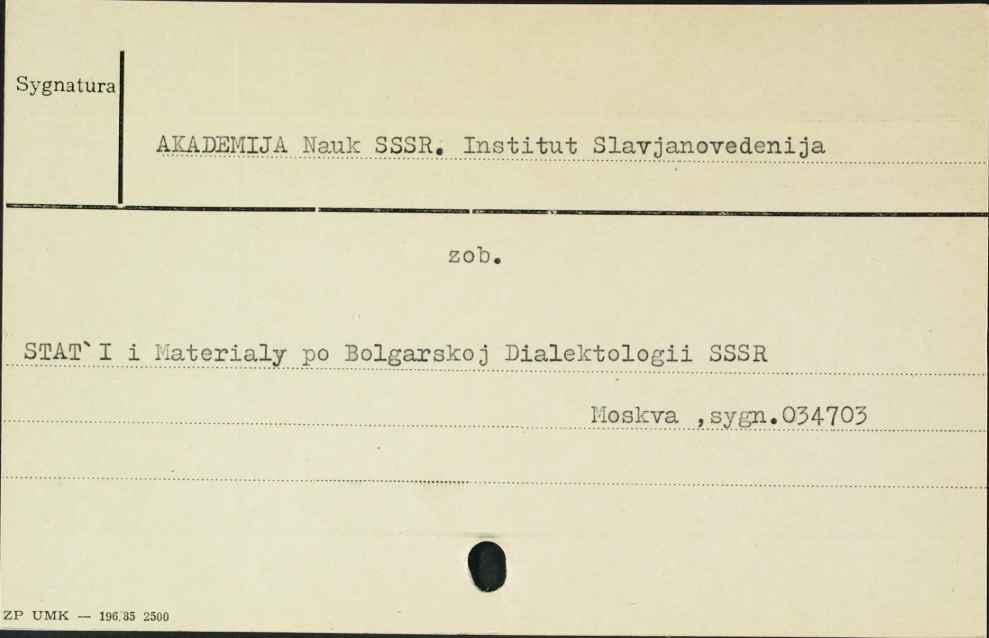 Sygnatura
AKADEMIJA Nauk SSSR. Institut Slavjanovedenija
zob.
STAT`I i Materialy po Bolgarskoj Dialektologii SSSR
Moskva ,sygn.034703
ZP UMK — 196/85 2500